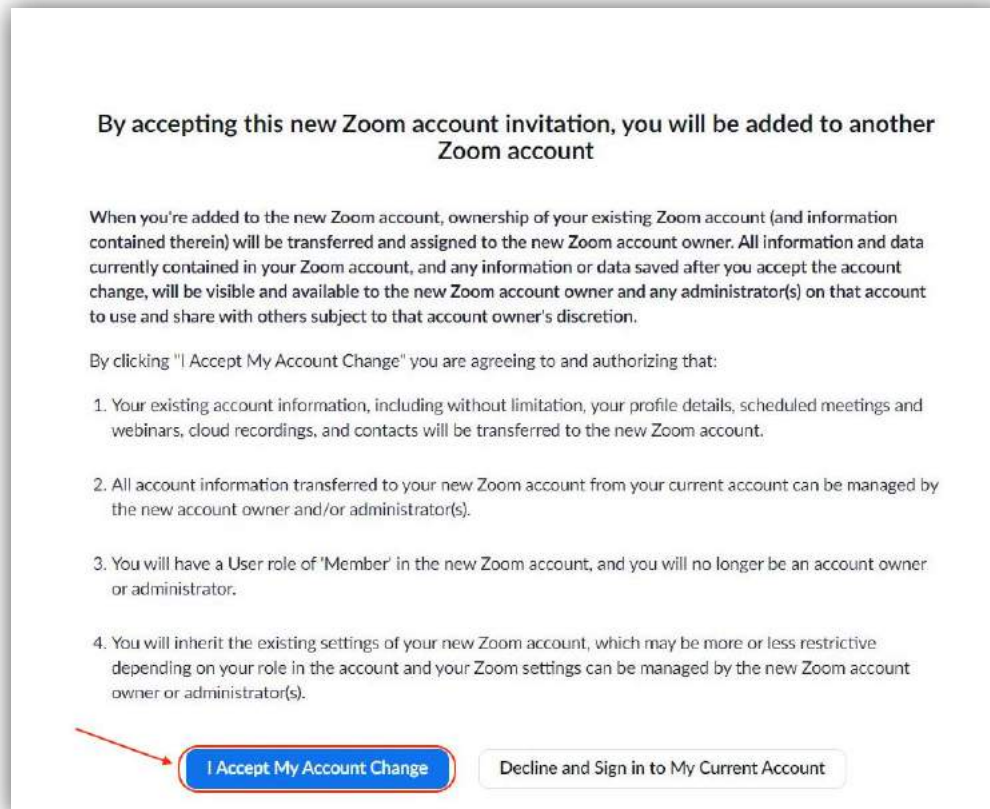 By accepting this new Zoom account invitation, you will be added to another
Zoom account
When you're added to the new Zoom account, ownership of your existing Zoom account (and information
contained therein) will be transferred and assigned to the new Zoom account owner. All information and data
currently contained in your Zoom account, and any information or data saved after you accept the account
change, will be visible and available to the new Zoom account owner and any administrator(s) on that account
to use and share with others subject to that account owner's discretion.
By clicking "I Accept My Account Change" you are agreeing to and authorizing that:
1. Your existing account information, including without limitation, your profile details, scheduled meetings and
webinars, cloud recordings, and contacts will be transferred to the new Zoom account.
2. All account information transferred to your new Zoom account from your current account can be managed by
the new account owner and/or administrator(s).
3. You will have a User role of 'Member' in the new Zoom account, and you will no longer be an account owner
or administrator.
4. You will inherit the existing settings of your new Zoom account, which may be more or less restrictive
depending on your role in the account and your Zoom settings can be managed by the new Zoom account
owner or administrator(s).
I Accept My Account Change
Decline and Sign in to My Current Account